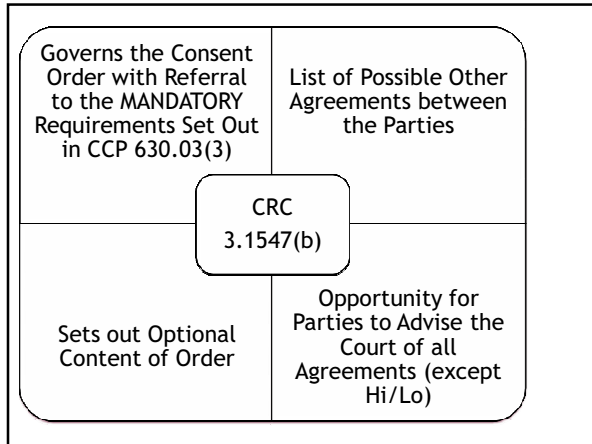 Governs the Consent
Order with Referral
to the MANDATORY
Requirements Set Out
in CCP 630.03(3)
List of Possible Other
Agreements between
the Parties
CRC
3.1547(b)
Sets out Optional
Content of Order
Opportunity for
Parties to Advise the
Court of all
Agreements (except
Hi/Lo)